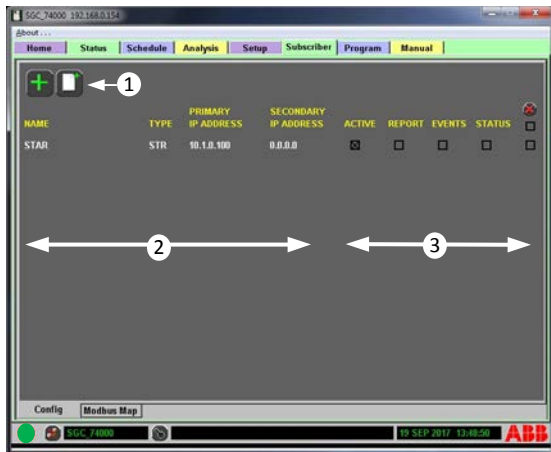 SGC_74000 192.168.0.154
About . . .
Home Status Schedule Analysis Setup Subscriber Program Manual
1
NAME TYPE PRIMARY IP ADDRESS SECONDARY IP ADDRESS ACTIVE REPORT EVENTS STATUS
STAR STR 10.1.0.100 0.0.0.0
2 3
Config Modbus Map
SGC_74000 19 SEP 2017 13:48:50 ABB